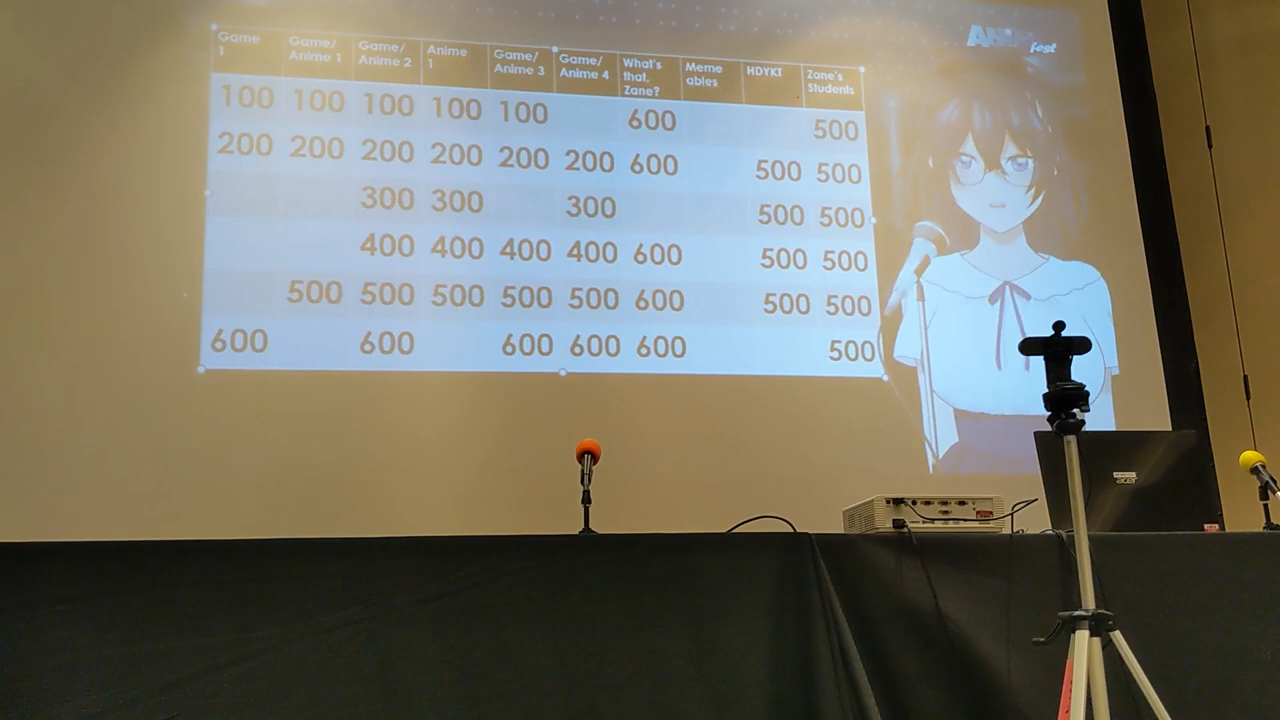 ANIME fest
Game
1
Game/
Anime 1
Game/
Anime 2
Anime
1
Game/
Anime 3
Game/
Anime 4
What's
that,
Zane?
Meme
ables
HDYKT
Zane's
Students
100 100 100 100 100 600 500
200 200 200 200 200 200 600 500 500
300 300 300 500 500
400 400 400 400 600 500 500
500 500 500 500 500 600 500 500
600 600 600 600 600 500
acer